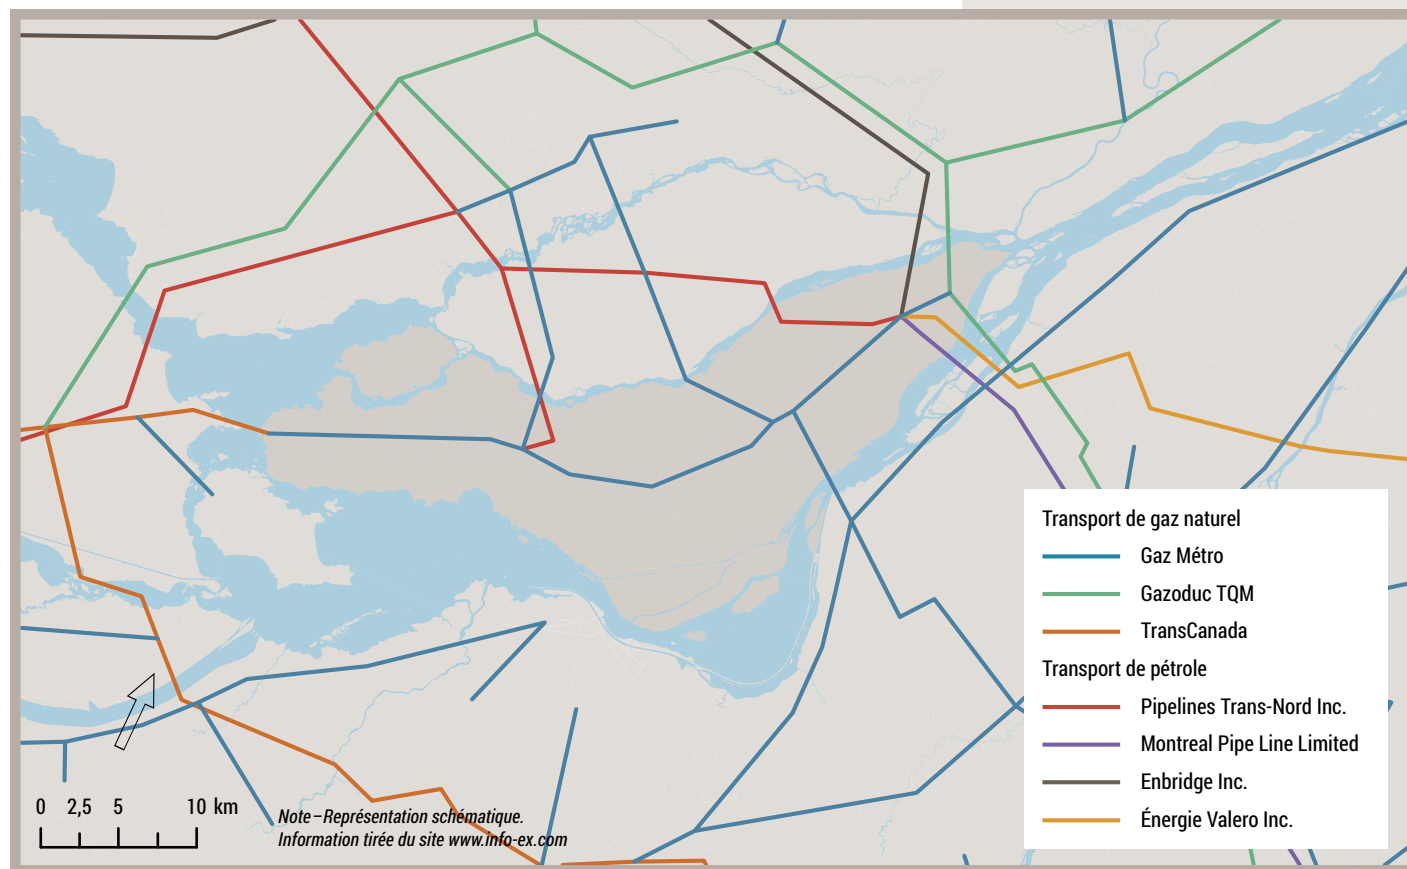 Transport de gaz naturel
Gaz Métro
Gazoduc TQM
TransCanada
Transport de pétrole
Pipelines Trans-Nord Inc.
Montreal Pipe Line Limited
Enbridge Inc.
Énergie Valero Inc.
0 2,5 5 10 km
Note – Représentation schématique.
Information tirée du site www.info-ex.com